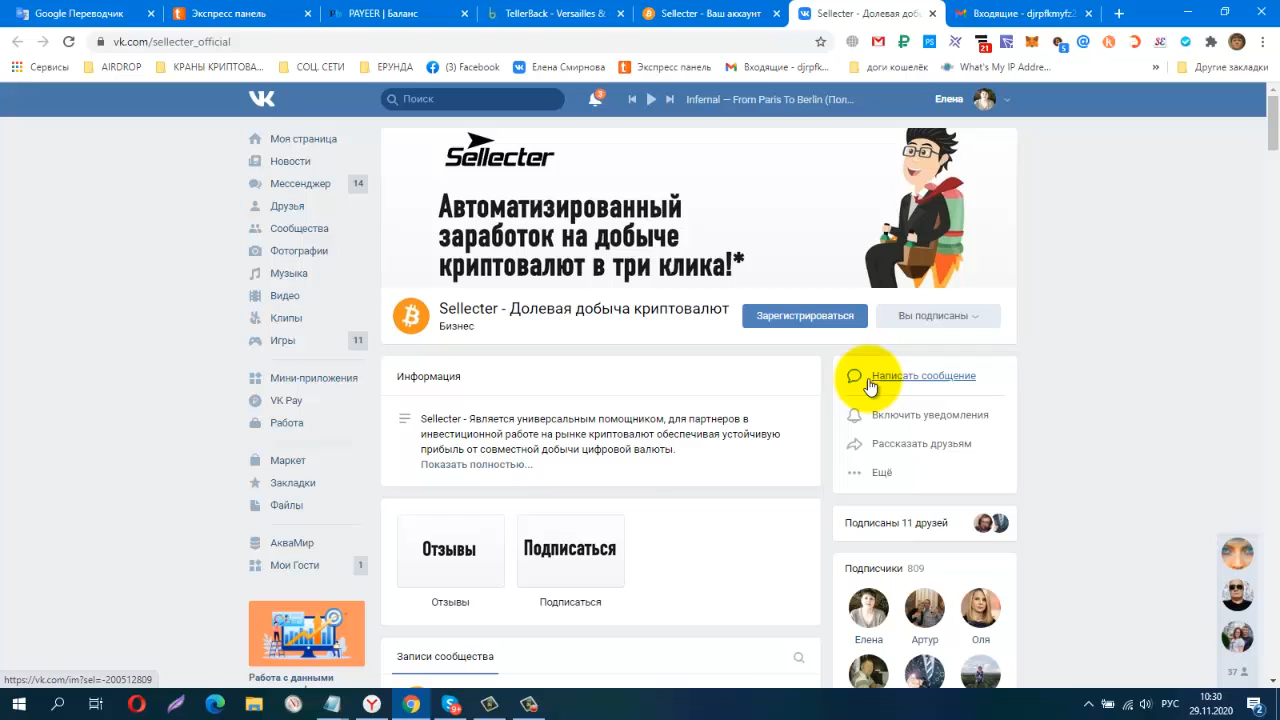 Google Переводчик
Экспресс панель
PAYEER | Баланс
TellerBack - Versailles &
Sellecter - Ваш аккаунт
Sellecter - Долевая доб
Входящие - djrpfkmyfz2
vk.com/sellecter_official
21
5
Сервисы
AIRDROP
КРАНЫ КРИПТОВА...
СОЦ. СЕТИ
ЕРУНДА
(3) Facebook
Елена Смирнова
Экспресс панель
Входящие - djrpfk...
доги кошелёк
What's My IP Addre...
»
Другие закладки
Поиск
3
Infernal — From Paris To Berlin (Пол...
Елена
Моя страница
Новости
Мессенджер 14
Друзья
Сообщества
Фотографии
Музыка
Видео
Клипы
Игры 11
Мини-приложения
VK Pay
Работа
Маркет
Закладки
Файлы
АкваМир
Мои Гости 1
Работа с данными
Sellecter
Автоматизированный
заработок на добыче
криптовалют в три клика!*
Sellecter - Долевая добыча криптовалют
Бизнес
Зарегистрироваться
Вы подписаны
Информация
Sellecter - Является универсальным помощником, для партнеров в
инвестиционной работе на рынке криптовалют обеспечивая устойчивую
прибыль от совместной добычи цифровой валюты.
Показать полностью...
Отзывы
Подписаться
Отзывы
Подписаться
Записи сообщества
Написать сообщение
Включить уведомления
Рассказать друзьям
Ещё
Подписаны 11 друзей
Подписчики 809
Елена
Артур
Оля
37
https://vk.com/im?sel=-200512809
РУС
10:30
29.11.2020
2